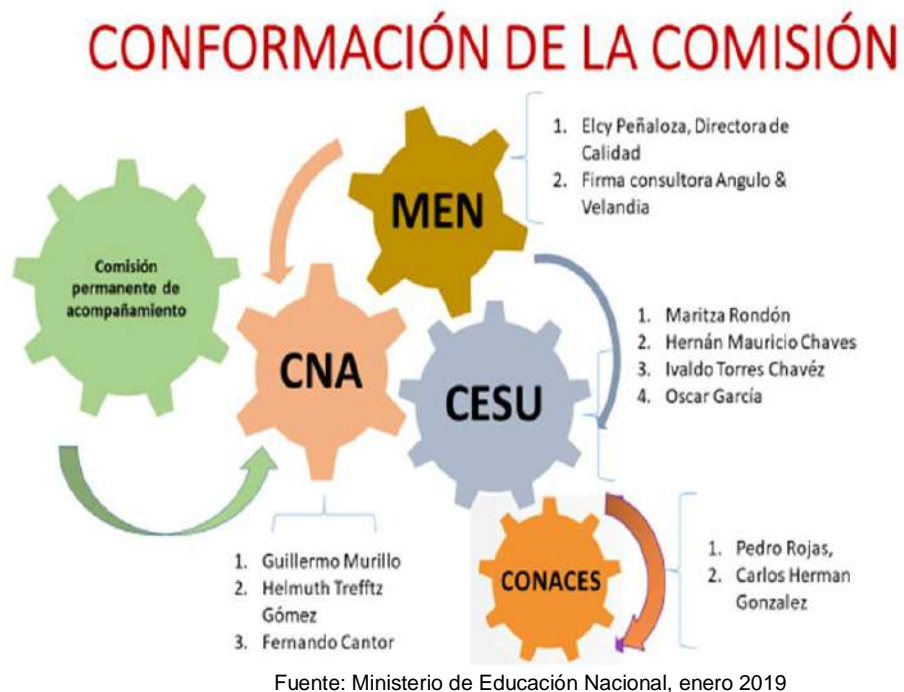 CONFORMACIÓN DE LA COMISIÓN
MEN
1. Elcy Peñaloza, Directora de
Calidad
2. Firma consultora Angulo &
Velandia
Comisión
permanente de
acompañamiento
CNA
CESU
1. Maritza Rondón
2. Hernán Mauricio Chaves
3. Ivaldo Torres Chavéz
4. Oscar García
1. Guillermo Murillo
2. Helmuth Trefftz
Gómez
3. Fernando Cantor
CONACES
1. Pedro Rojas,
2. Carlos Herman
Gonzalez
Fuente: Ministerio de Educación Nacional, enero 2019